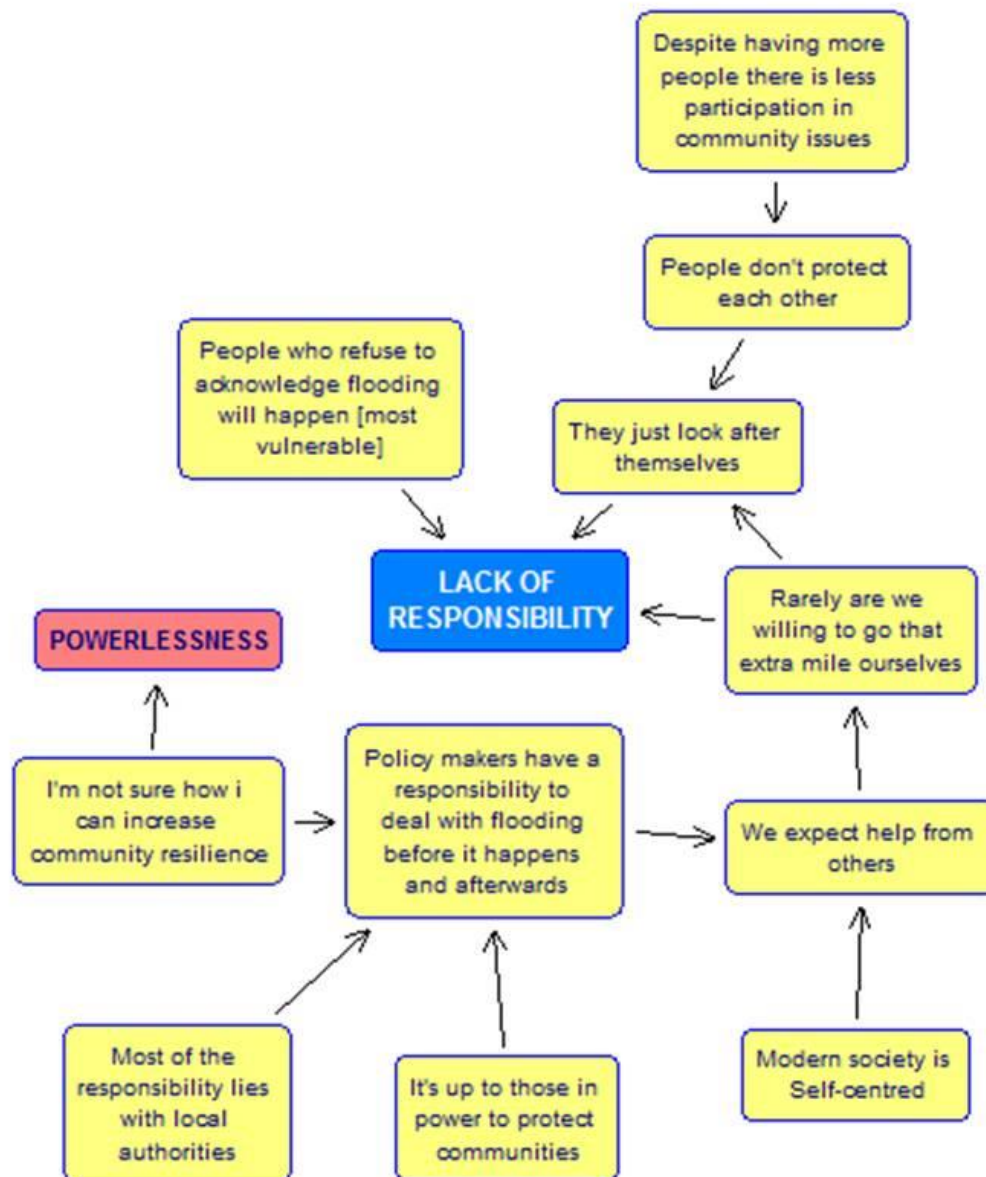 Despite having more
people there is less
participation in
community issues
People don't protect
each other
People who refuse to
acknowledge flooding
will happen [most
vulnerable]
They just look after
themselves
LACK OF
RESPONSIBILITY
Rarely are we
willing to go that
extra mile ourselves
POWERLESSNESS
I'm not sure how i
can increase
community resilience
Policy makers have a
responsibility to
deal with flooding
before it happens
and afterwards
We expect help from
others
Most of the
responsibility lies
with local
authorities
It's up to those in
power to protect
communities
Modern society is
Self-centred